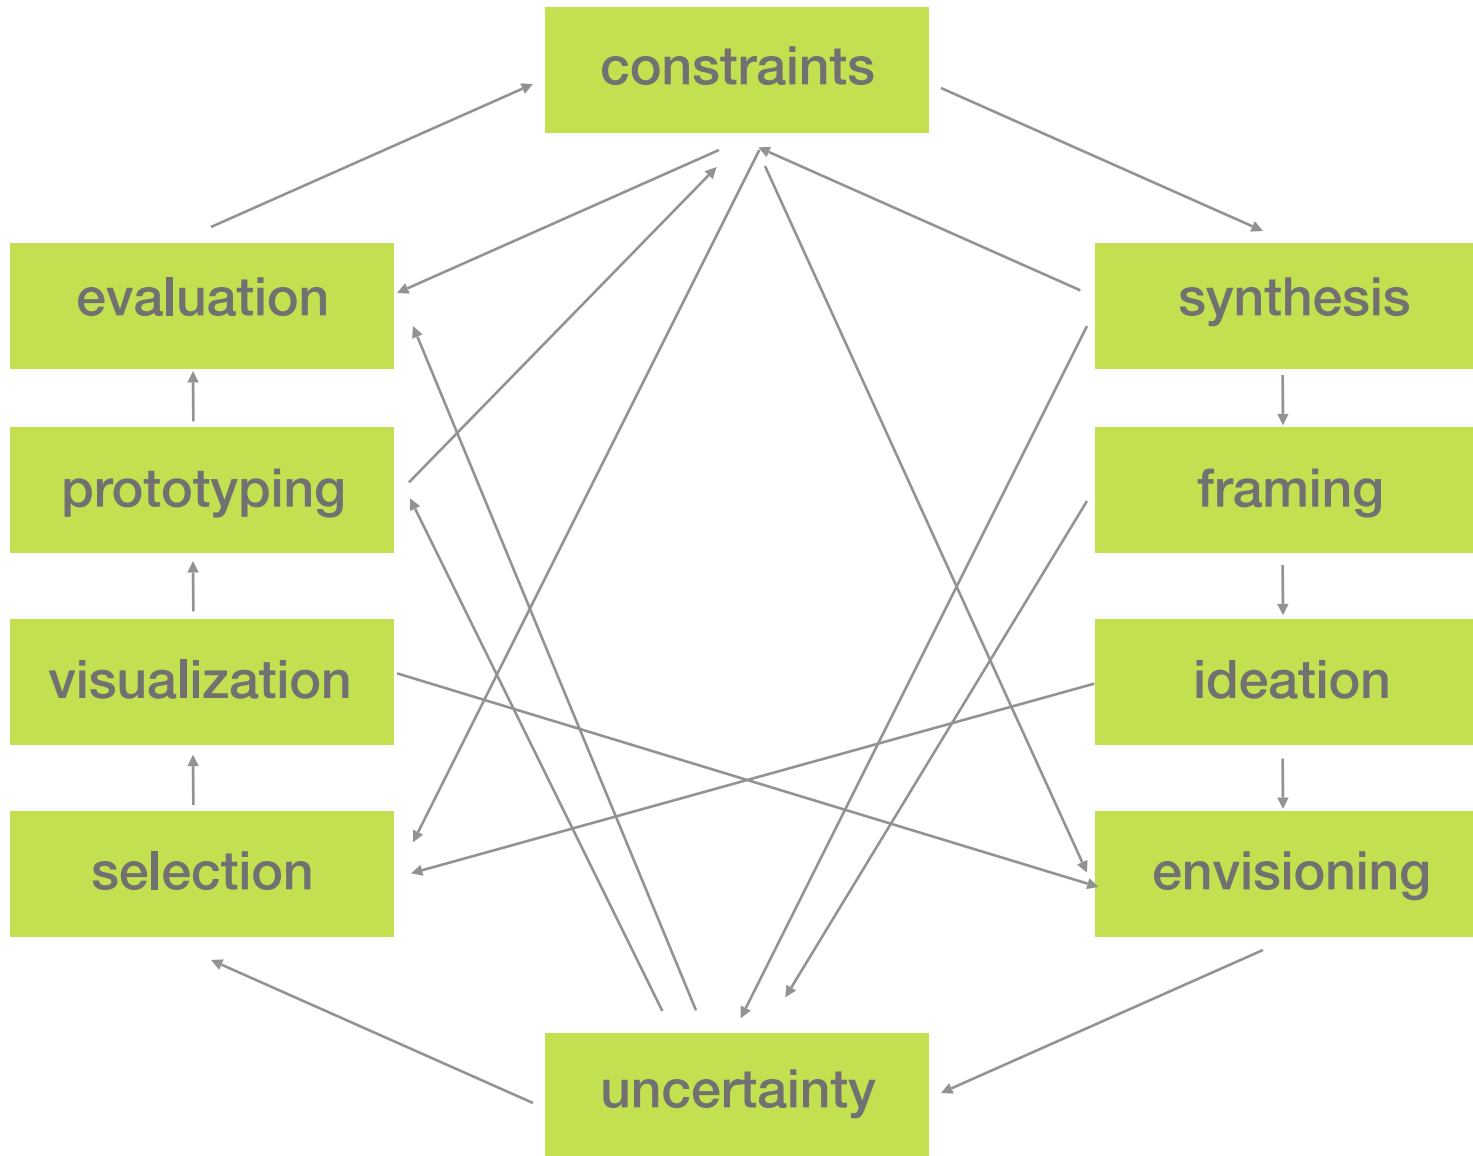 constraints
evaluation
synthesis
prototyping
framing
visualization
ideation
selection
envisioning
uncertainty